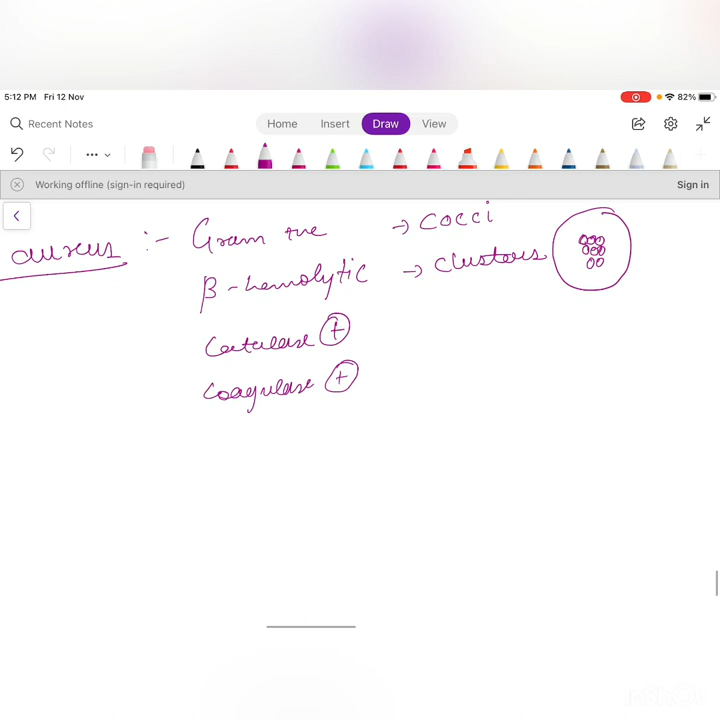 5:12 PM Fri 12 Nov 82%
Recent Notes Home Insert Draw View
Working offline (sign-in required) Sign in
aureus :- Gram +ve → Cocci
β-hemolytic → Clusters
Catalase +
Coagulase +